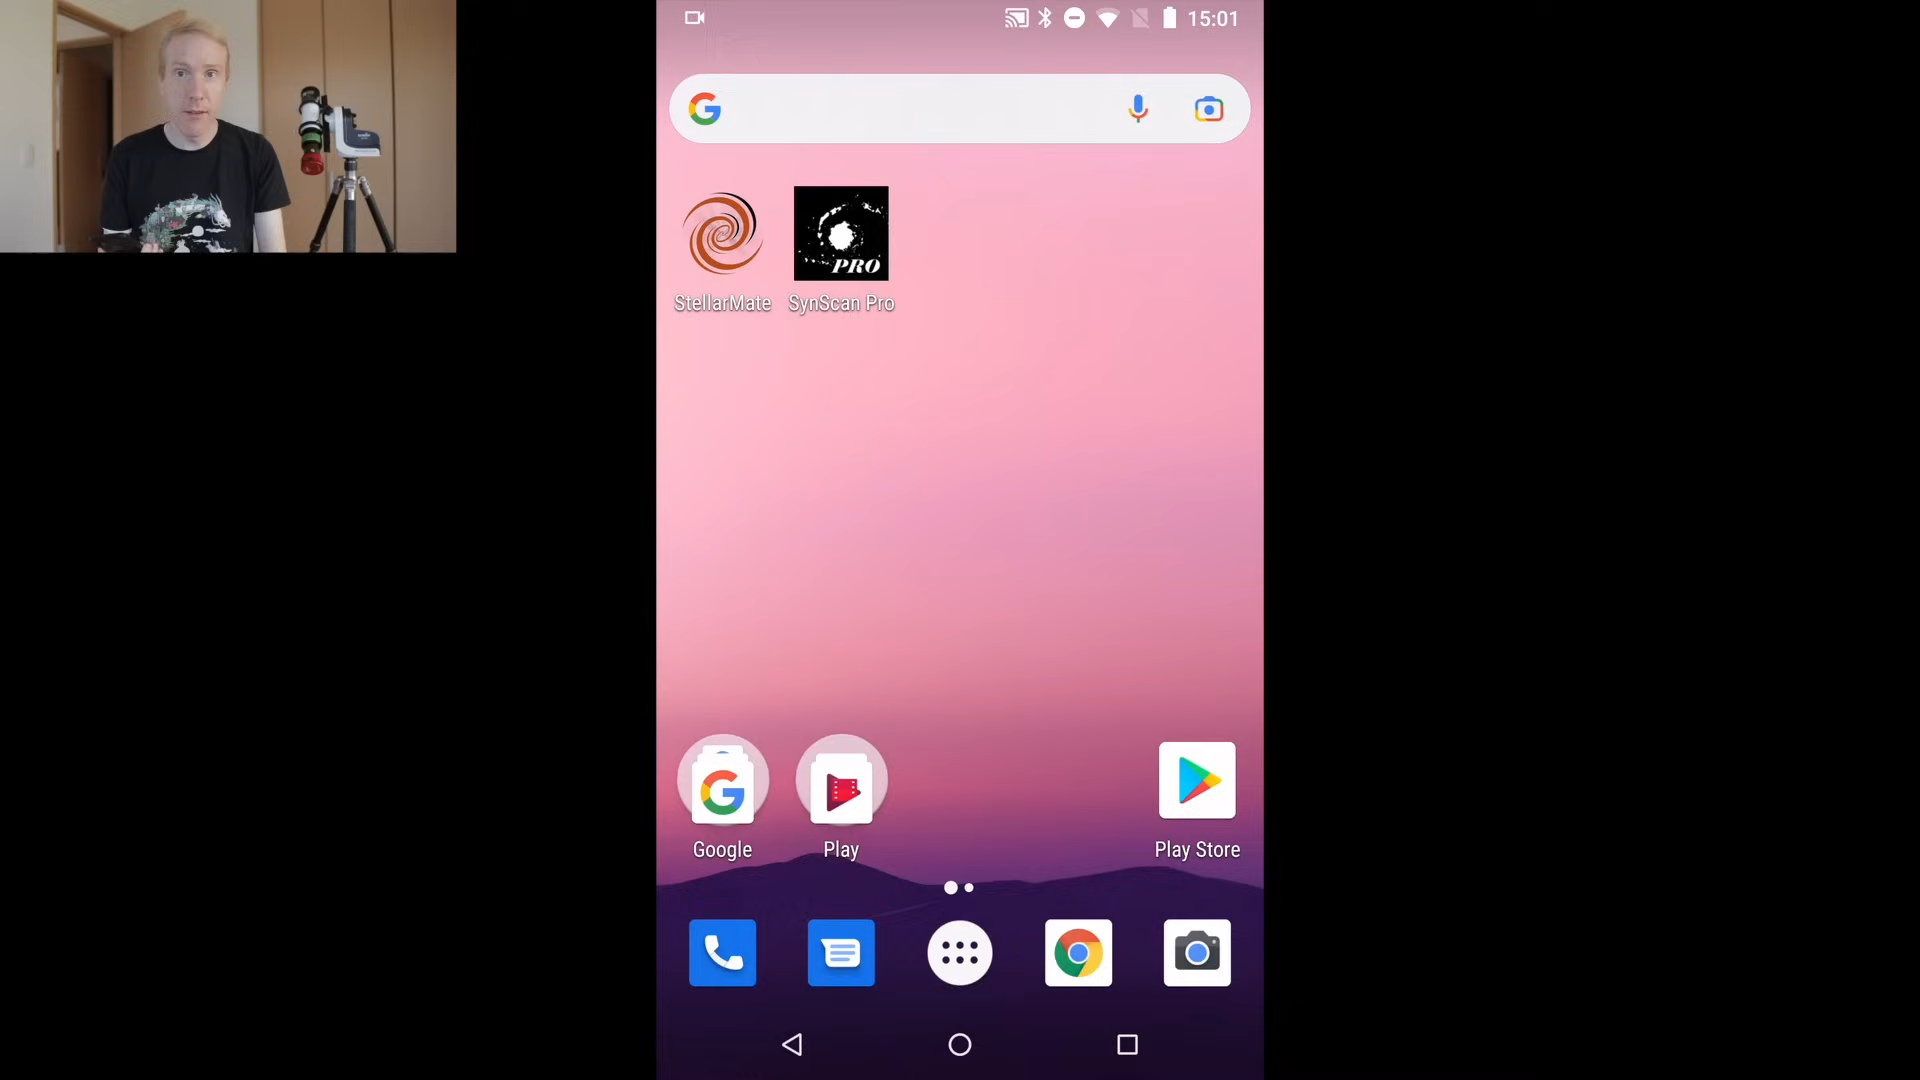 15:01
PRO
StellarMate
SynScan Pro
Google
Play
Play Store